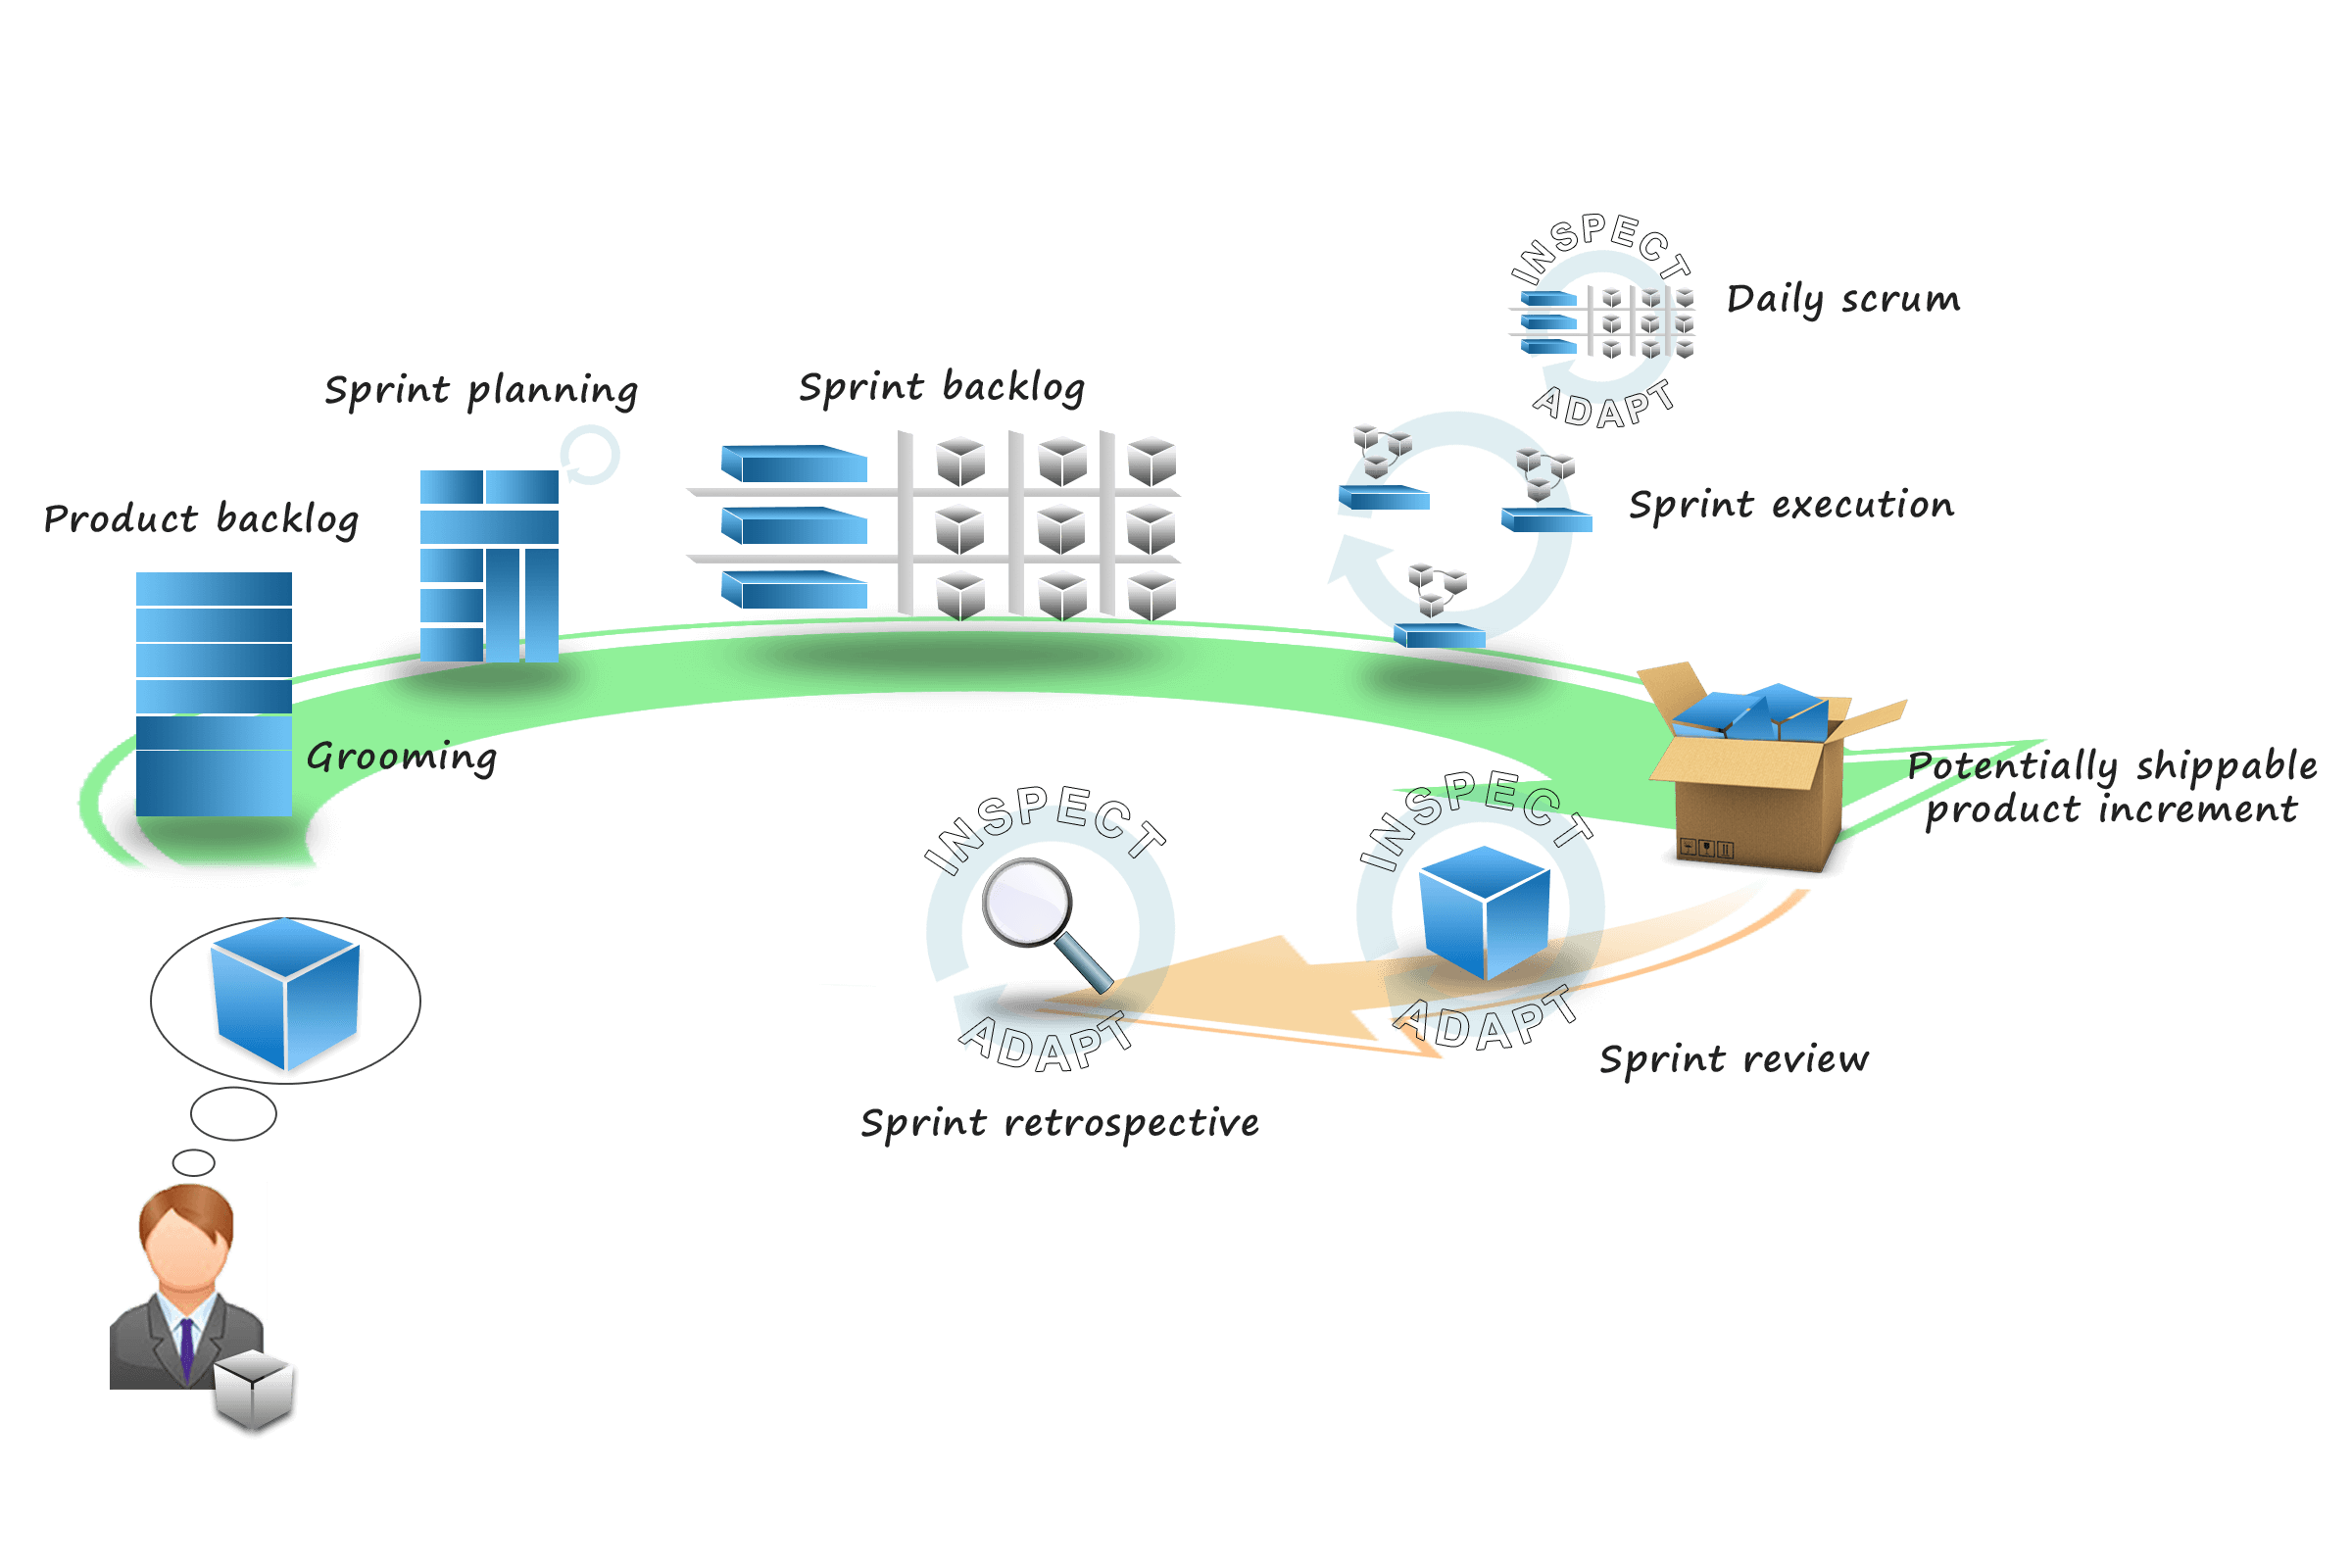 INSPECT
Daily scrum
ADAPT
Sprint planning
Sprint backlog
Product backlog
Sprint execution
Grooming
Potentially shippable
product increment
INSPECT
INSPECT
ADAPT
ADAPT
Sprint review
Sprint retrospective